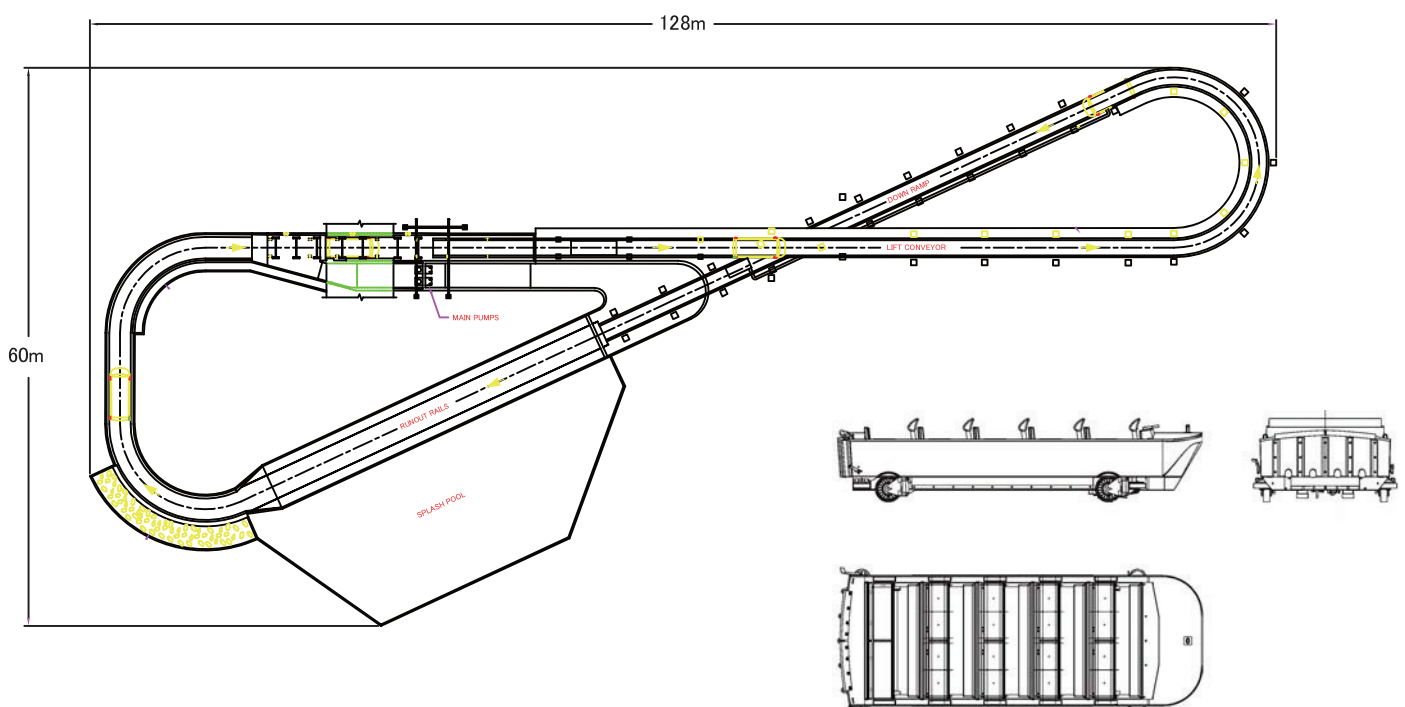 128m
DOWN RAMP
LIFT CONVEYOR
MAIN PUMPS
60m
RUNOUT RAILS
SPLASH POOL